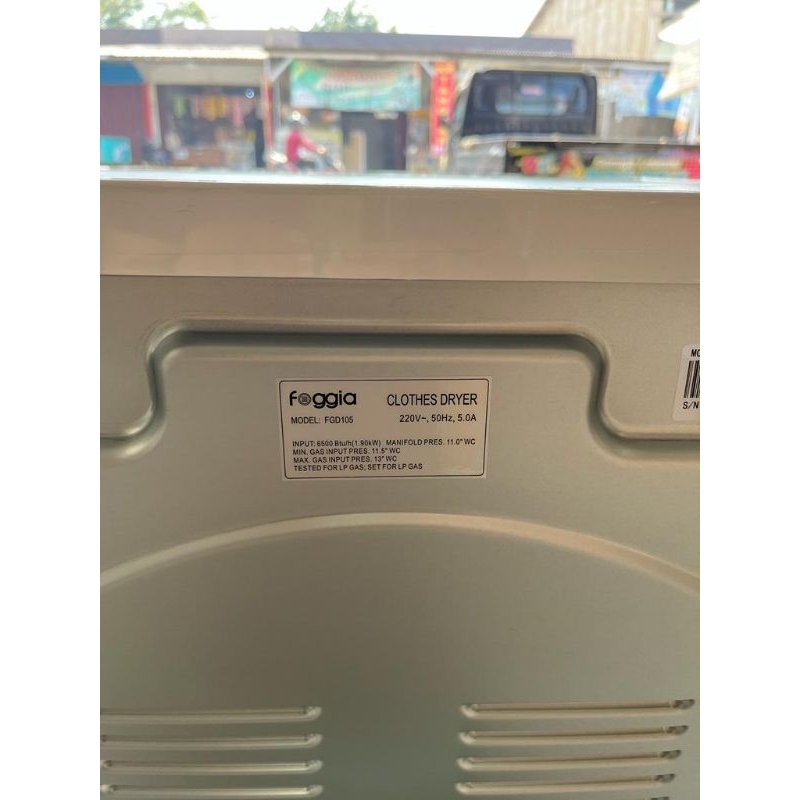 foggia CLOTHES DRYER
MODEL: FGD105 220V~, 50Hz, 5.0A
INPUT: 6500 Btu/h(1.90kW) MANIFOLD PRES. 11.0" WC
MIN. GAS INPUT PRES. 11.5" WC
MAX. GAS INPUT PRES. 13" WC
TESTED FOR LP GAS; SET FOR LP GAS
S/N